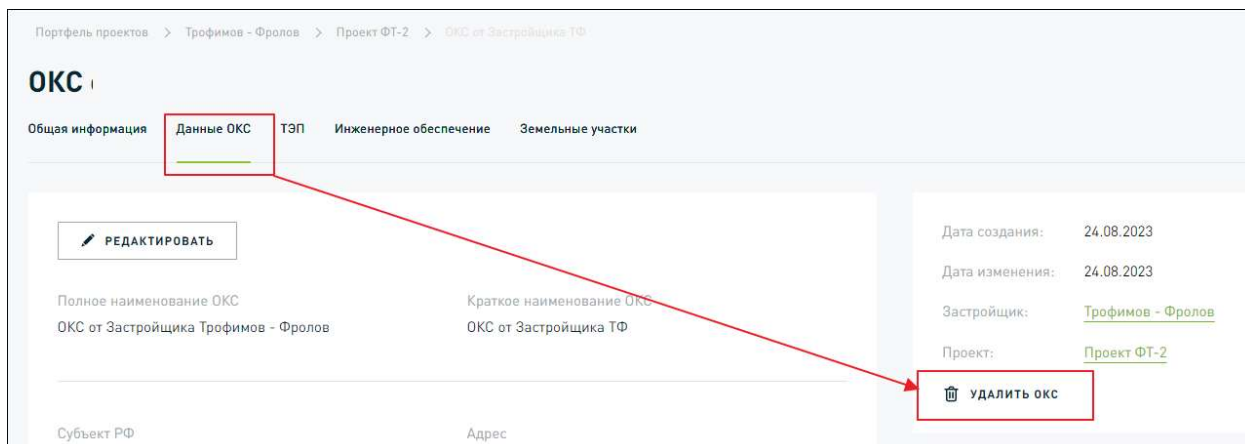 Портфель проектов > Трофимов - Фролов > Проект ФТ-2 > ОКС от Застройщика ТФ
ОКС
Общая информация Данные ОКС ТЭП Инженерное обеспечение Земельные участки
РЕДАКТИРОВАТЬ
Полное наименование ОКС Краткое наименование ОКС
ОКС от Застройщика Трофимов - Фролов ОКС от Застройщика ТФ
Субъект РФ Адрес
Дата создания: 24.08.2023
Дата изменения: 24.08.2023
Застройщик: Трофимов - Фролов
Проект: Проект ФТ-2
УДАЛИТЬ ОКС